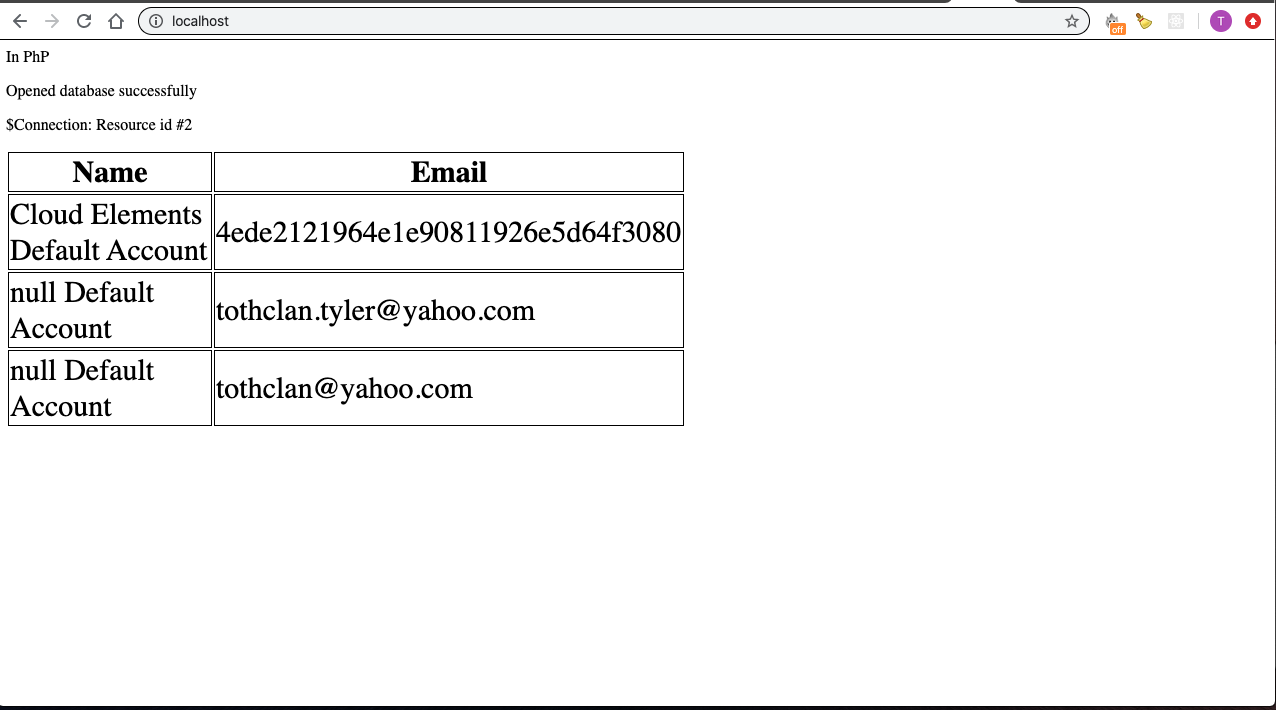 localhost
off
T
In PhP
Opened database successfully
$Connection: Resource id #2
Name Email
Cloud Elements
Default Account
4ede2121964e1e90811926e5d64f3080
null Default
Account
tothclan.tyler@yahoo.com
null Default
Account
tothclan@yahoo.com